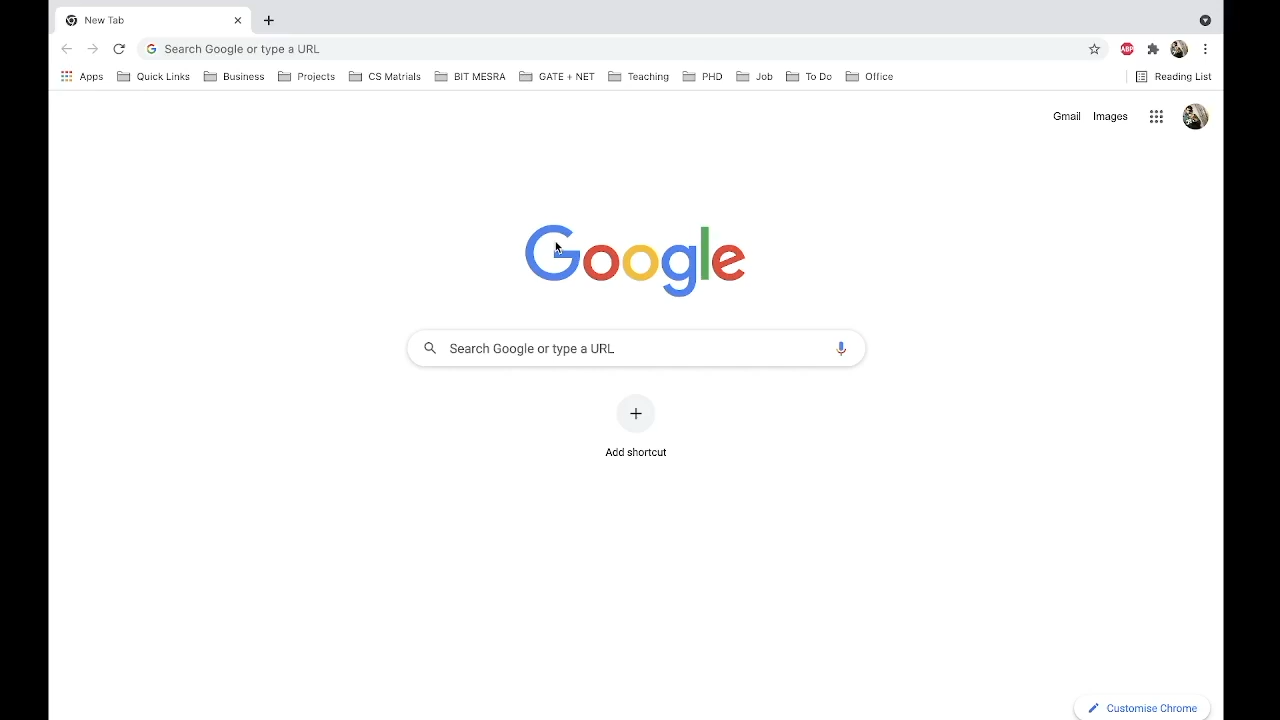 New Tab
Search Google or type a URL
ABP
Apps Quick Links Business Projects CS Matrials BIT MESRA GATE + NET Teaching PHD Job To Do Office Reading List
Gmail Images
Google
Search Google or type a URL
Add shortcut
Customise Chrome